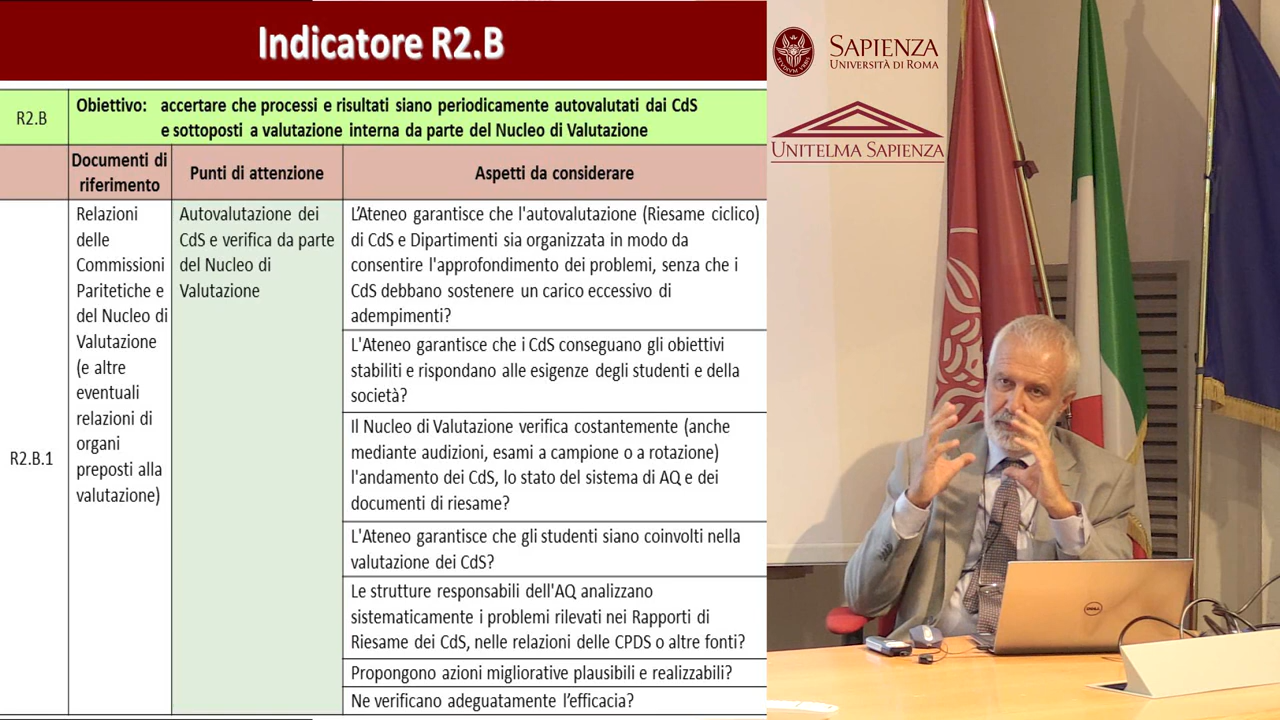 Indicatore R2.B
R2.B
Obiettivo: accertare che processi e risultati siano periodicamente autovalutati dai CdS
e sottoposti a valutazione interna da parte del Nucleo di Valutazione
Documenti di
riferimento
Punti di attenzione
Aspetti da considerare
R2.B.1
Relazioni
delle
Commissioni
Paritetiche e
del Nucleo di
Valutazione
(e altre
eventuali
relazioni di
organi
preposti alla
valutazione)
Autovalutazione dei
CdS e verifica da parte
del Nucleo di
Valutazione
L’Ateneo garantisce che l'autovalutazione (Riesame ciclico)
di CdS e Dipartimenti sia organizzata in modo da
consentire l'approfondimento dei problemi, senza che i
CdS debbano sostenere un carico eccessivo di
adempimenti?
L'Ateneo garantisce che i CdS conseguano gli obiettivi
stabiliti e rispondano alle esigenze degli studenti e della
società?
Il Nucleo di Valutazione verifica costantemente (anche
mediante audizioni, esami a campione o a rotazione)
l'andamento dei CdS, lo stato del sistema di AQ e dei
documenti di riesame?
L'Ateneo garantisce che gli studenti siano coinvolti nella
valutazione dei CdS?
Le strutture responsabili dell'AQ analizzano
sistematicamente i problemi rilevati nei Rapporti di
Riesame dei CdS, nelle relazioni delle CPDS o altre fonti?
Propongono azioni migliorative plausibili e realizzabili?
Ne verificano adeguatamente l’efficacia?
SAPIENZA
UNIVERSITÀ DI ROMA
UNITELMA SAPIENZA
DELL